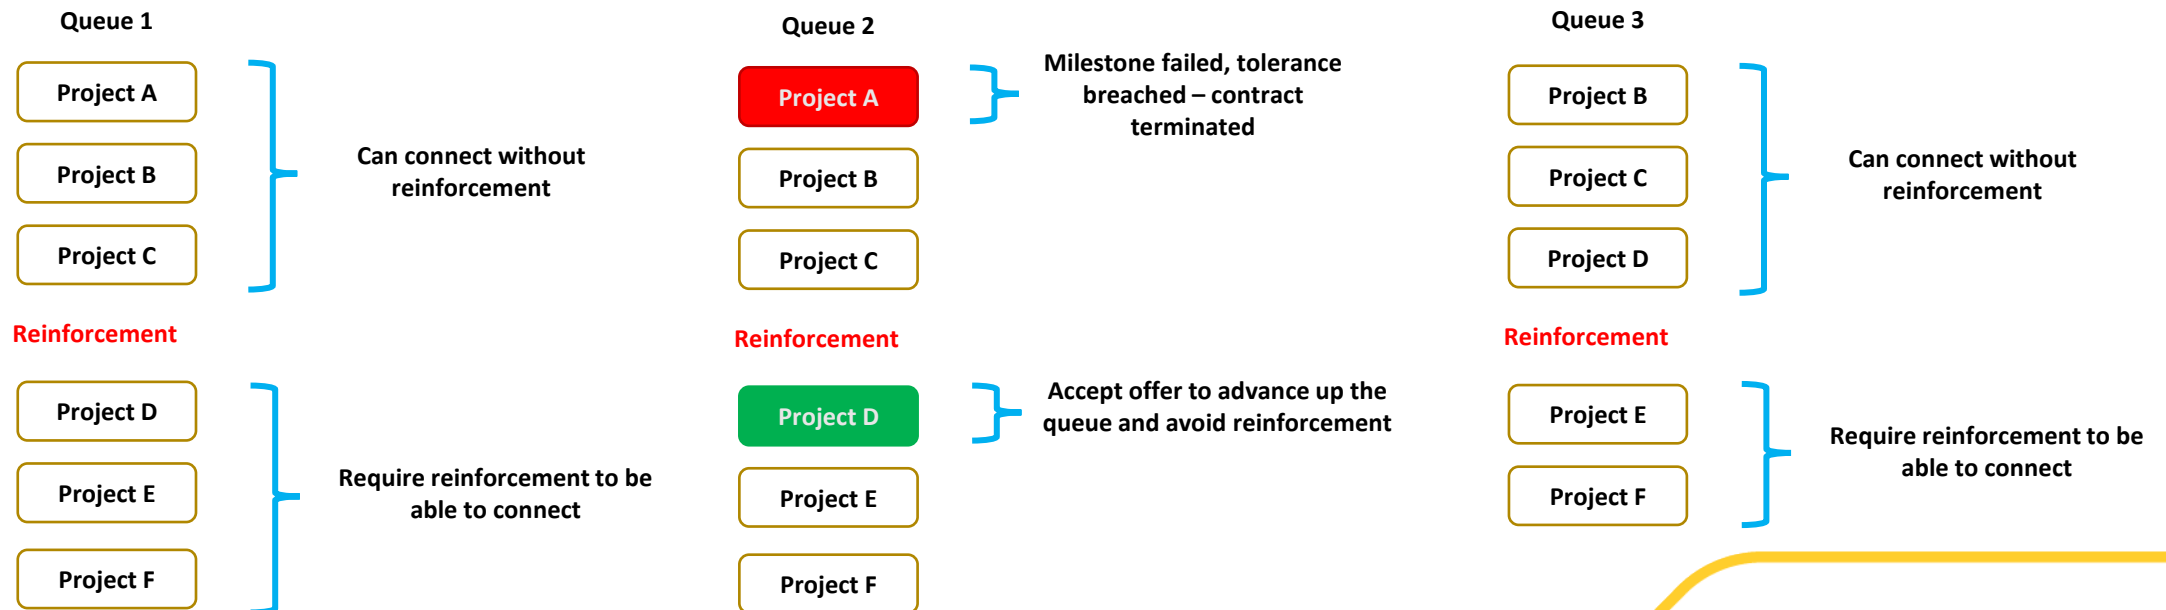 Queue 1
Project A
Project B
Project C
Can connect without
reinforcement
Reinforcement
Project D
Project E
Project F
Require reinforcement to be
able to connect
Queue 2
Project A
Milestone failed, tolerance
breached – contract
terminated
Project B
Project C
Reinforcement
Project D
Accept offer to advance up the
queue and avoid reinforcement
Project E
Project F
Queue 3
Project B
Project C
Project D
Can connect without
reinforcement
Reinforcement
Project E
Project F
Require reinforcement to be
able to connect